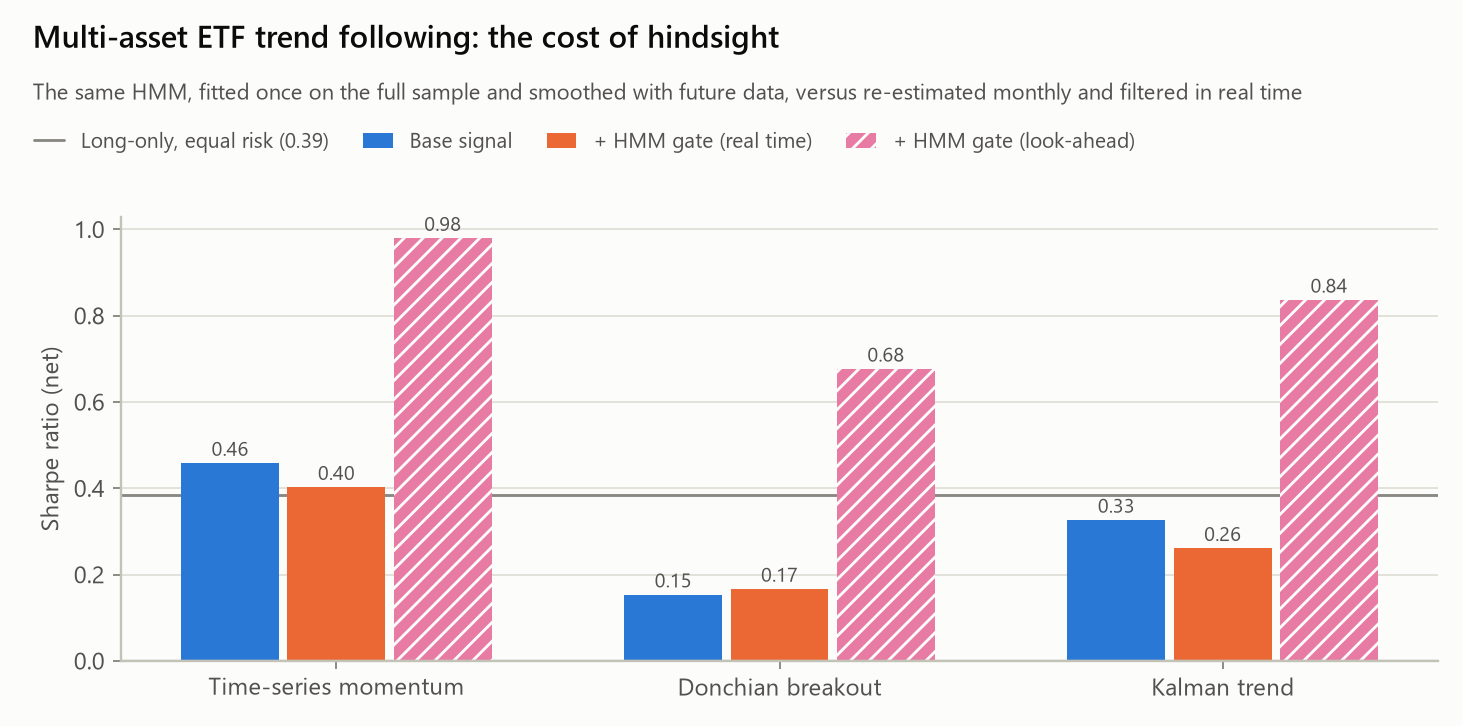 Multi-asset ETF trend following: the cost of hindsight
The same HMM, fitted once on the full sample and smoothed with future data, versus re-estimated monthly and filtered in real time
Long-only, equal risk (0.39)
Base signal
+ HMM gate (real time)
+ HMM gate (look-ahead)
Sharpe ratio (net)
1.0
0.8
0.6
0.4
0.2
0.0
0.46
0.40
0.98
0.15
0.17
0.68
0.33
0.26
0.84
Time-series momentum
Donchian breakout
Kalman trend